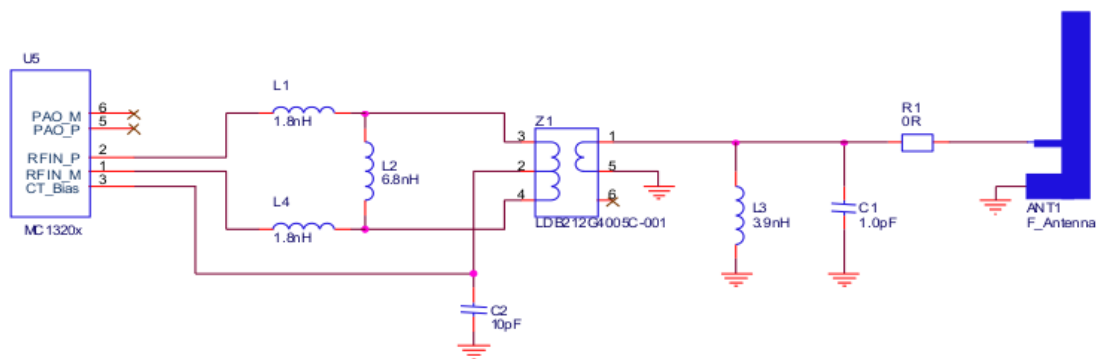 U5
PAO_M
PAO_P
RFIN_P
RFIN_M
CT_Bias
6
5
2
1
3
MC1320x
L1
1.8nH
L2
6.8nH
L4
1.8nH
C2
10pF
Z1
3
2
4
1
5
6
LDB212G4005C-001
L3
3.9nH
C1
1.0pF
R1
0R
ANT1
F_Antenna